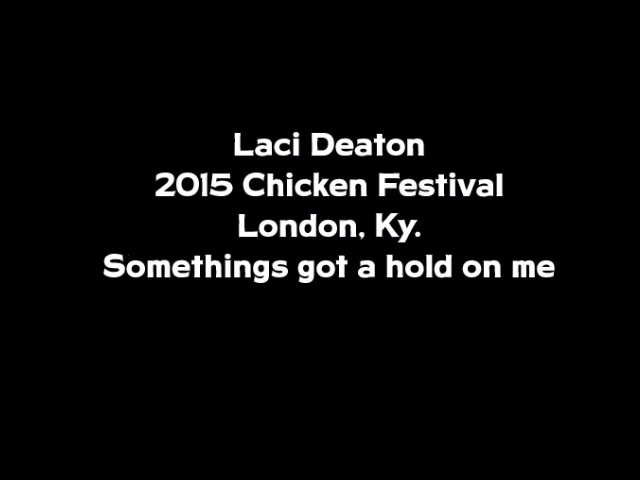 Laci Deaton
2015 Chicken Festival
London, Ky.
Somethings got a hold on me